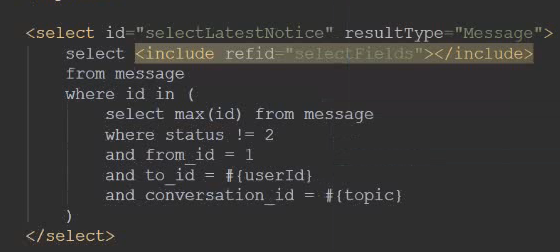 <select id="selectLatestNotice" resultType="Message">
select <include refid="selectFields"></include>
from message
where id in (
select max(id) from message
where status != 2
and from_id = 1
and to_id = #{userId}
and conversation_id = #{topic}
)
</select>